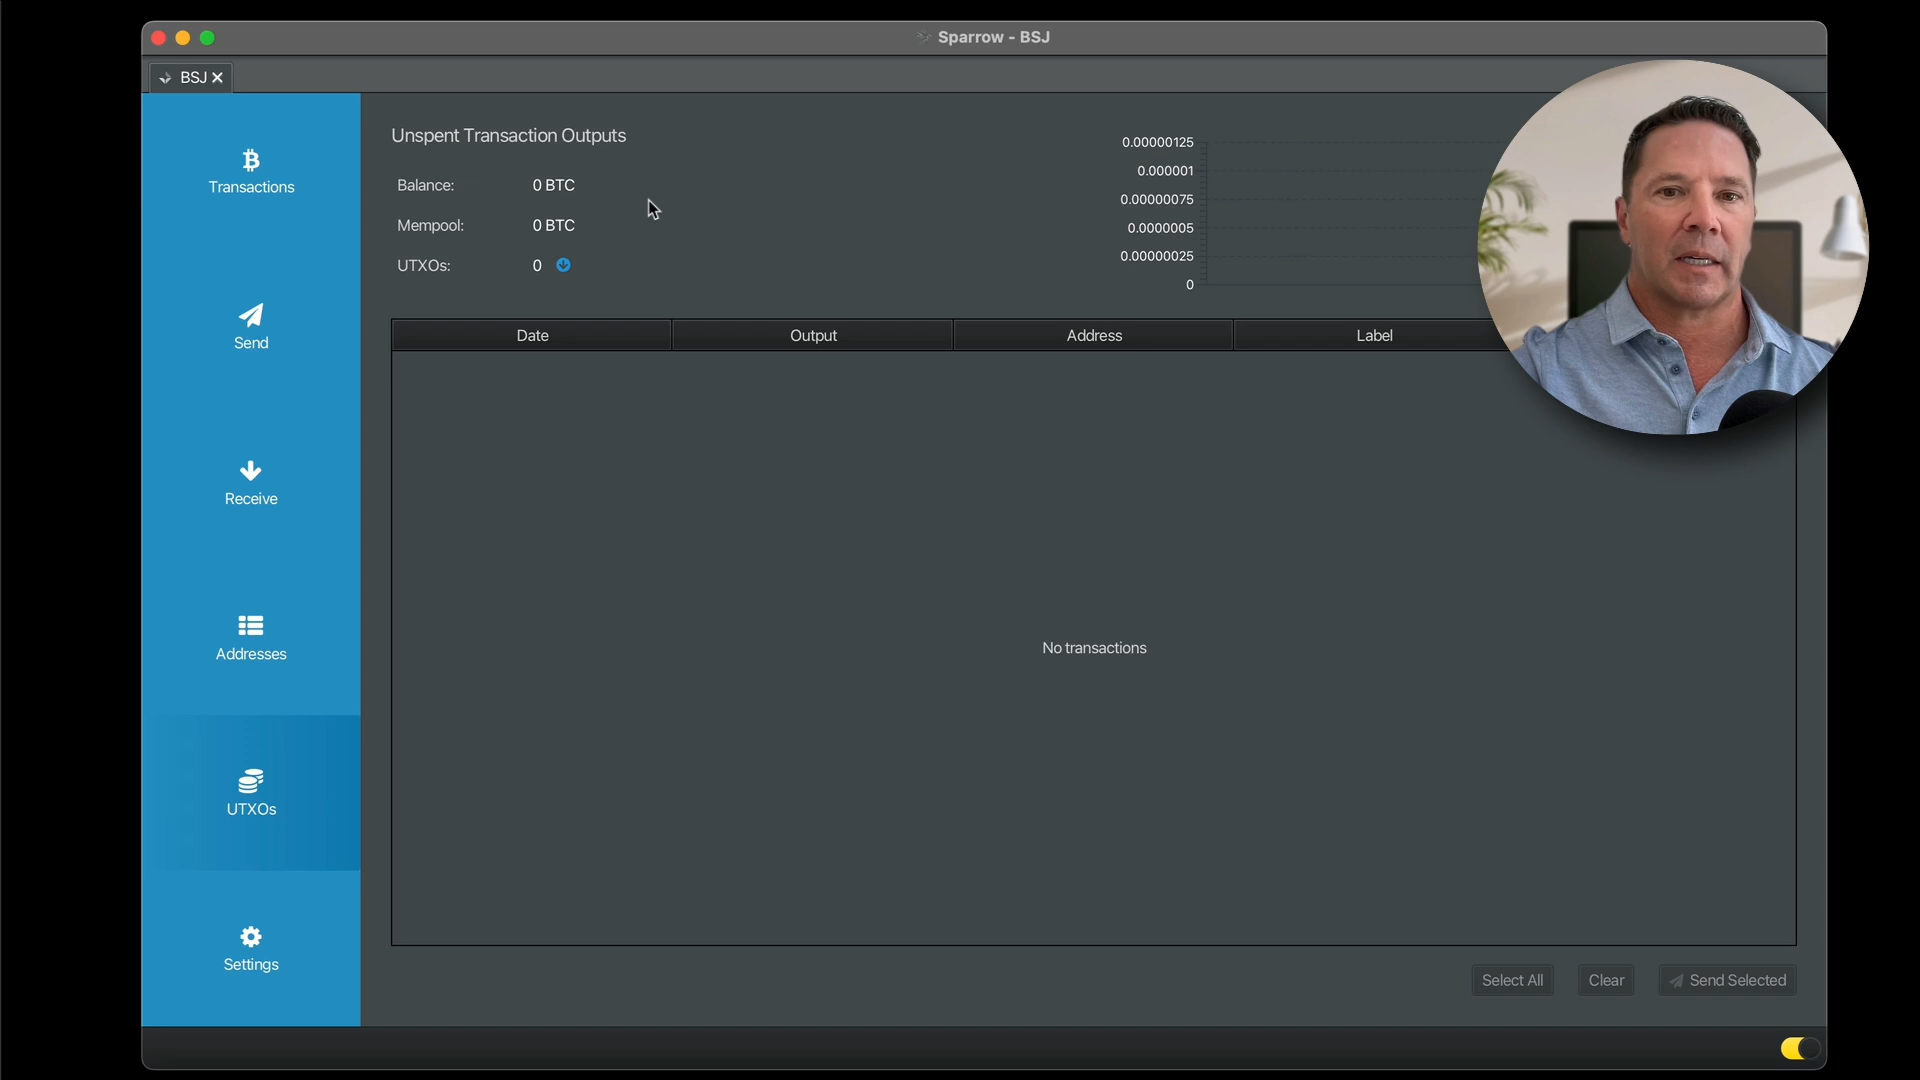 Sparrow - BSJ
BSJ
Transactions
Send
Receive
Addresses
UTXOs
Settings
Unspent Transaction Outputs
Balance: 0 BTC
Mempool: 0 BTC
UTXOs: 0
0.00000125
0.000001
0.00000075
0.0000005
0.00000025
0
Date Output Address Label
No transactions
Select All Clear Send Selected